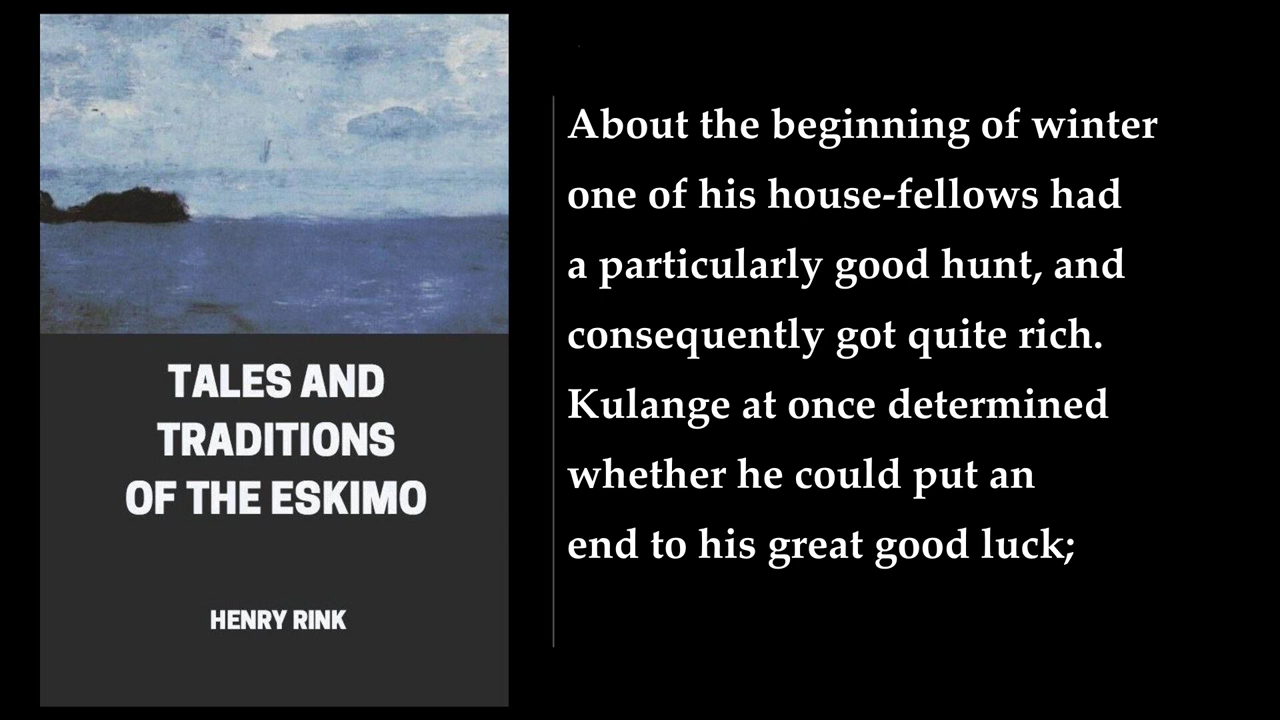 TALES AND
TRADITIONS
OF THE ESKIMO
HENRY RINK
About the beginning of winter
one of his house-fellows had
a particularly good hunt, and
consequently got quite rich.
Kulange at once determined
whether he could put an
end to his great good luck;